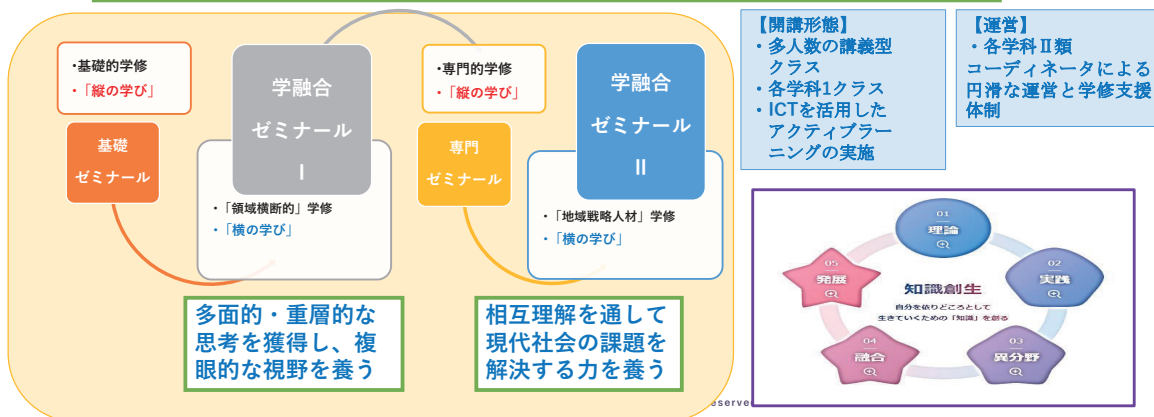 ・基礎的学修
・「縦の学び」
基礎
ゼミナール
学融合
ゼミナール
Ⅰ
・「領域横断的」学修
・「横の学び」
・専門的学修
・「縦の学び」
専門
ゼミナール
学融合
ゼミナール
Ⅱ
・「地域戦略人材」学修
・「横の学び」
多面的・重層的な
思考を獲得し、複
眼的な視野を養う
相互理解を通して
現代社会の課題を
解決する力を養う
【開講形態】
・多人数の講義型
クラス
・各学科1クラス
・ICTを活用した
アクティブラー
ニングの実施
【運営】
・各学科Ⅱ類
コーディネータによる
円滑な運営と学修支援
体制
01
理論
02
実践
03
異分野
04
融合
05
発展
知識創生
自分を依りどころとして
生きていくための「知識」を創る